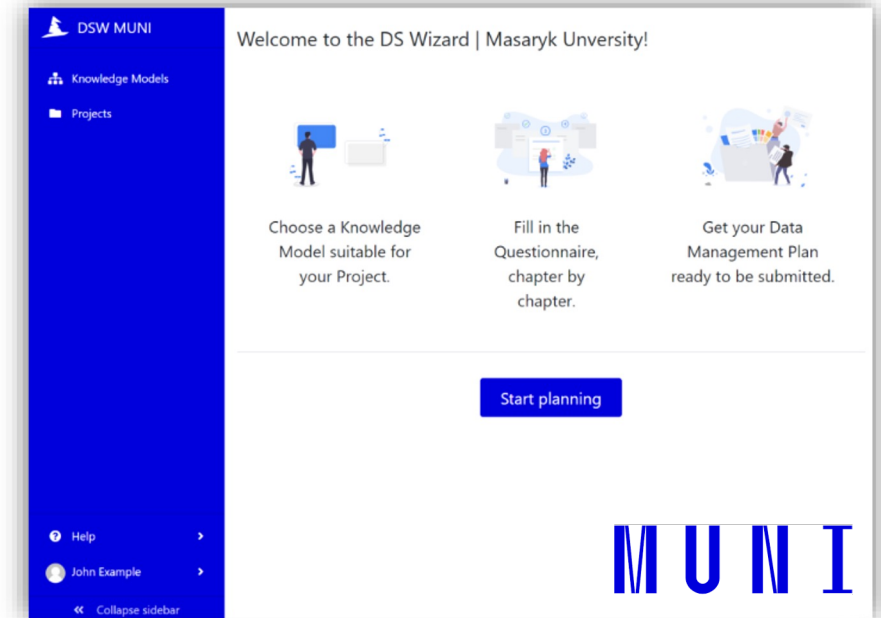 DSW MUNI
Knowledge Models
Projects
Help
John Example
Collapse sidebar
Welcome to the DS Wizard | Masaryk Unversity!
Choose a Knowledge
Model suitable for
your Project.
Fill in the
Questionnaire,
chapter by
chapter.
Get your Data
Management Plan
ready to be submitted.
Start planning
MUNI